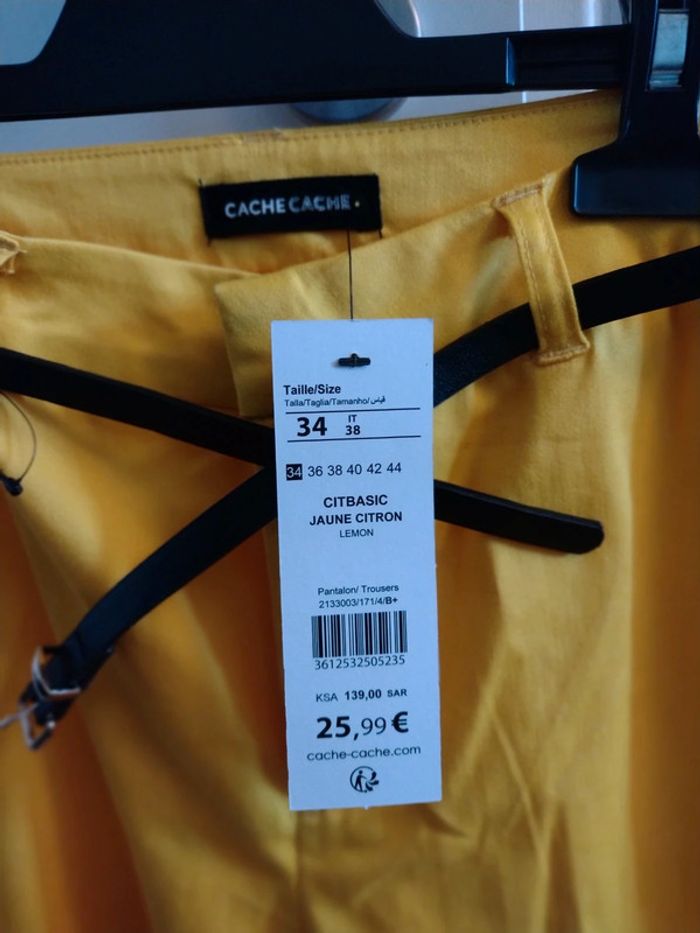 CACHE CACHE
Taille/Size
Talla/Taglia/Tamanho/ قياس
34 IT 38
34 36 38 40 42 44
CITBASIC
JAUNE CITRON
LEMON
Pantalon/ Trousers
2133003/171/4/B+
3612532505235
KSA 139,00 SAR
25,99 €
cache-cache.com